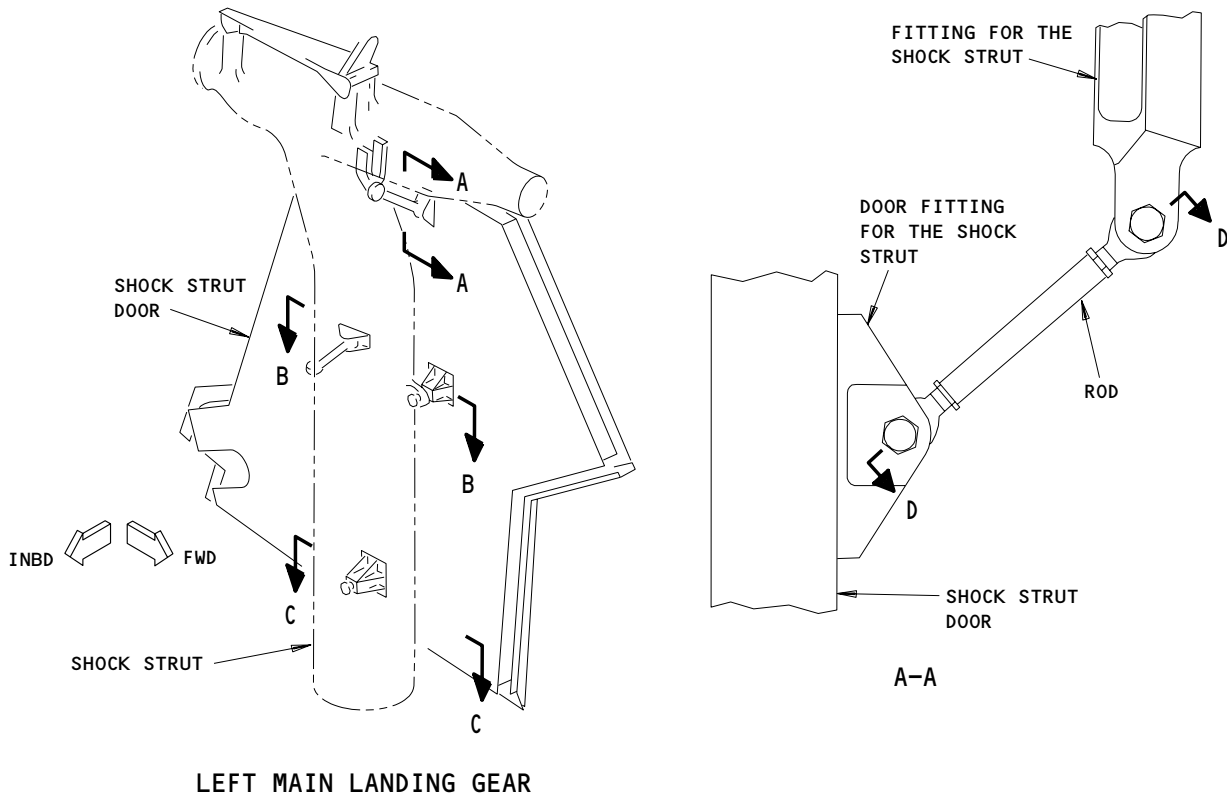 FITTING FOR THE
SHOCK STRUT
A
DOOR FITTING
FOR THE SHOCK
STRUT
D
A
SHOCK STRUT
DOOR
B
ROD
B
D
INBD
FWD
C
SHOCK STRUT
DOOR
SHOCK STRUT
A-A
C
LEFT MAIN LANDING GEAR